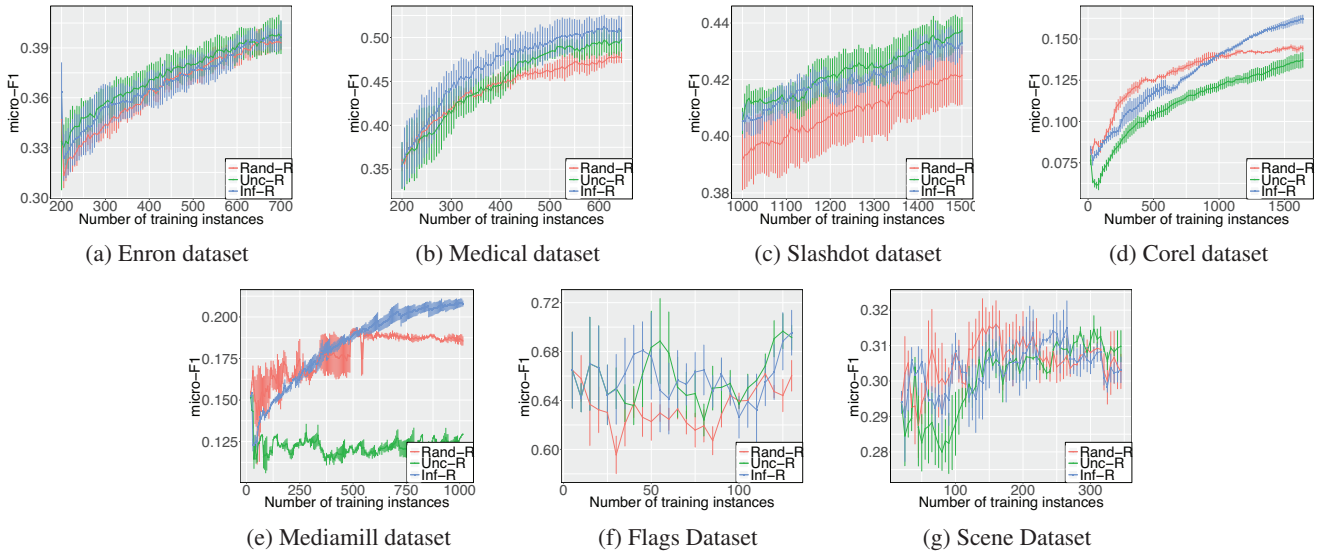 micro-F1
0.39
0.36
0.33
0.30
200 300 400 500 600 700
Number of training instances
Rand-R
Unc-R
Inf-R
(a) Enron dataset
micro-F1
0.50
0.45
0.40
0.35
200 300 400 500 600
Number of training instances
Rand-R
Unc-R
Inf-R
(b) Medical dataset
micro-F1
0.44
0.42
0.40
0.38
1000 1100 1200 1300 1400 1500
Number of training instances
Rand-R
Unc-R
Inf-R
(c) Slashdot dataset
micro-F1
0.150
0.125
0.100
0.075
0 500 1000 1500
Number of training instances
Rand-R
Unc-R
Inf-R
(d) Corel dataset
micro-F1
0.200
0.175
0.150
0.125
0 250 500 750 1000
Number of training instances
Rand-R
Unc-R
Inf-R
(e) Mediamill dataset
micro-F1
0.72
0.68
0.64
0.60
0 50 100
Number of training instances
Rand-R
Unc-R
Inf-R
(f) Flags Dataset
micro-F1
0.32
0.31
0.30
0.29
0.28
100 200 300
Number of training instances
Rand-R
Unc-R
Inf-R
(g) Scene Dataset